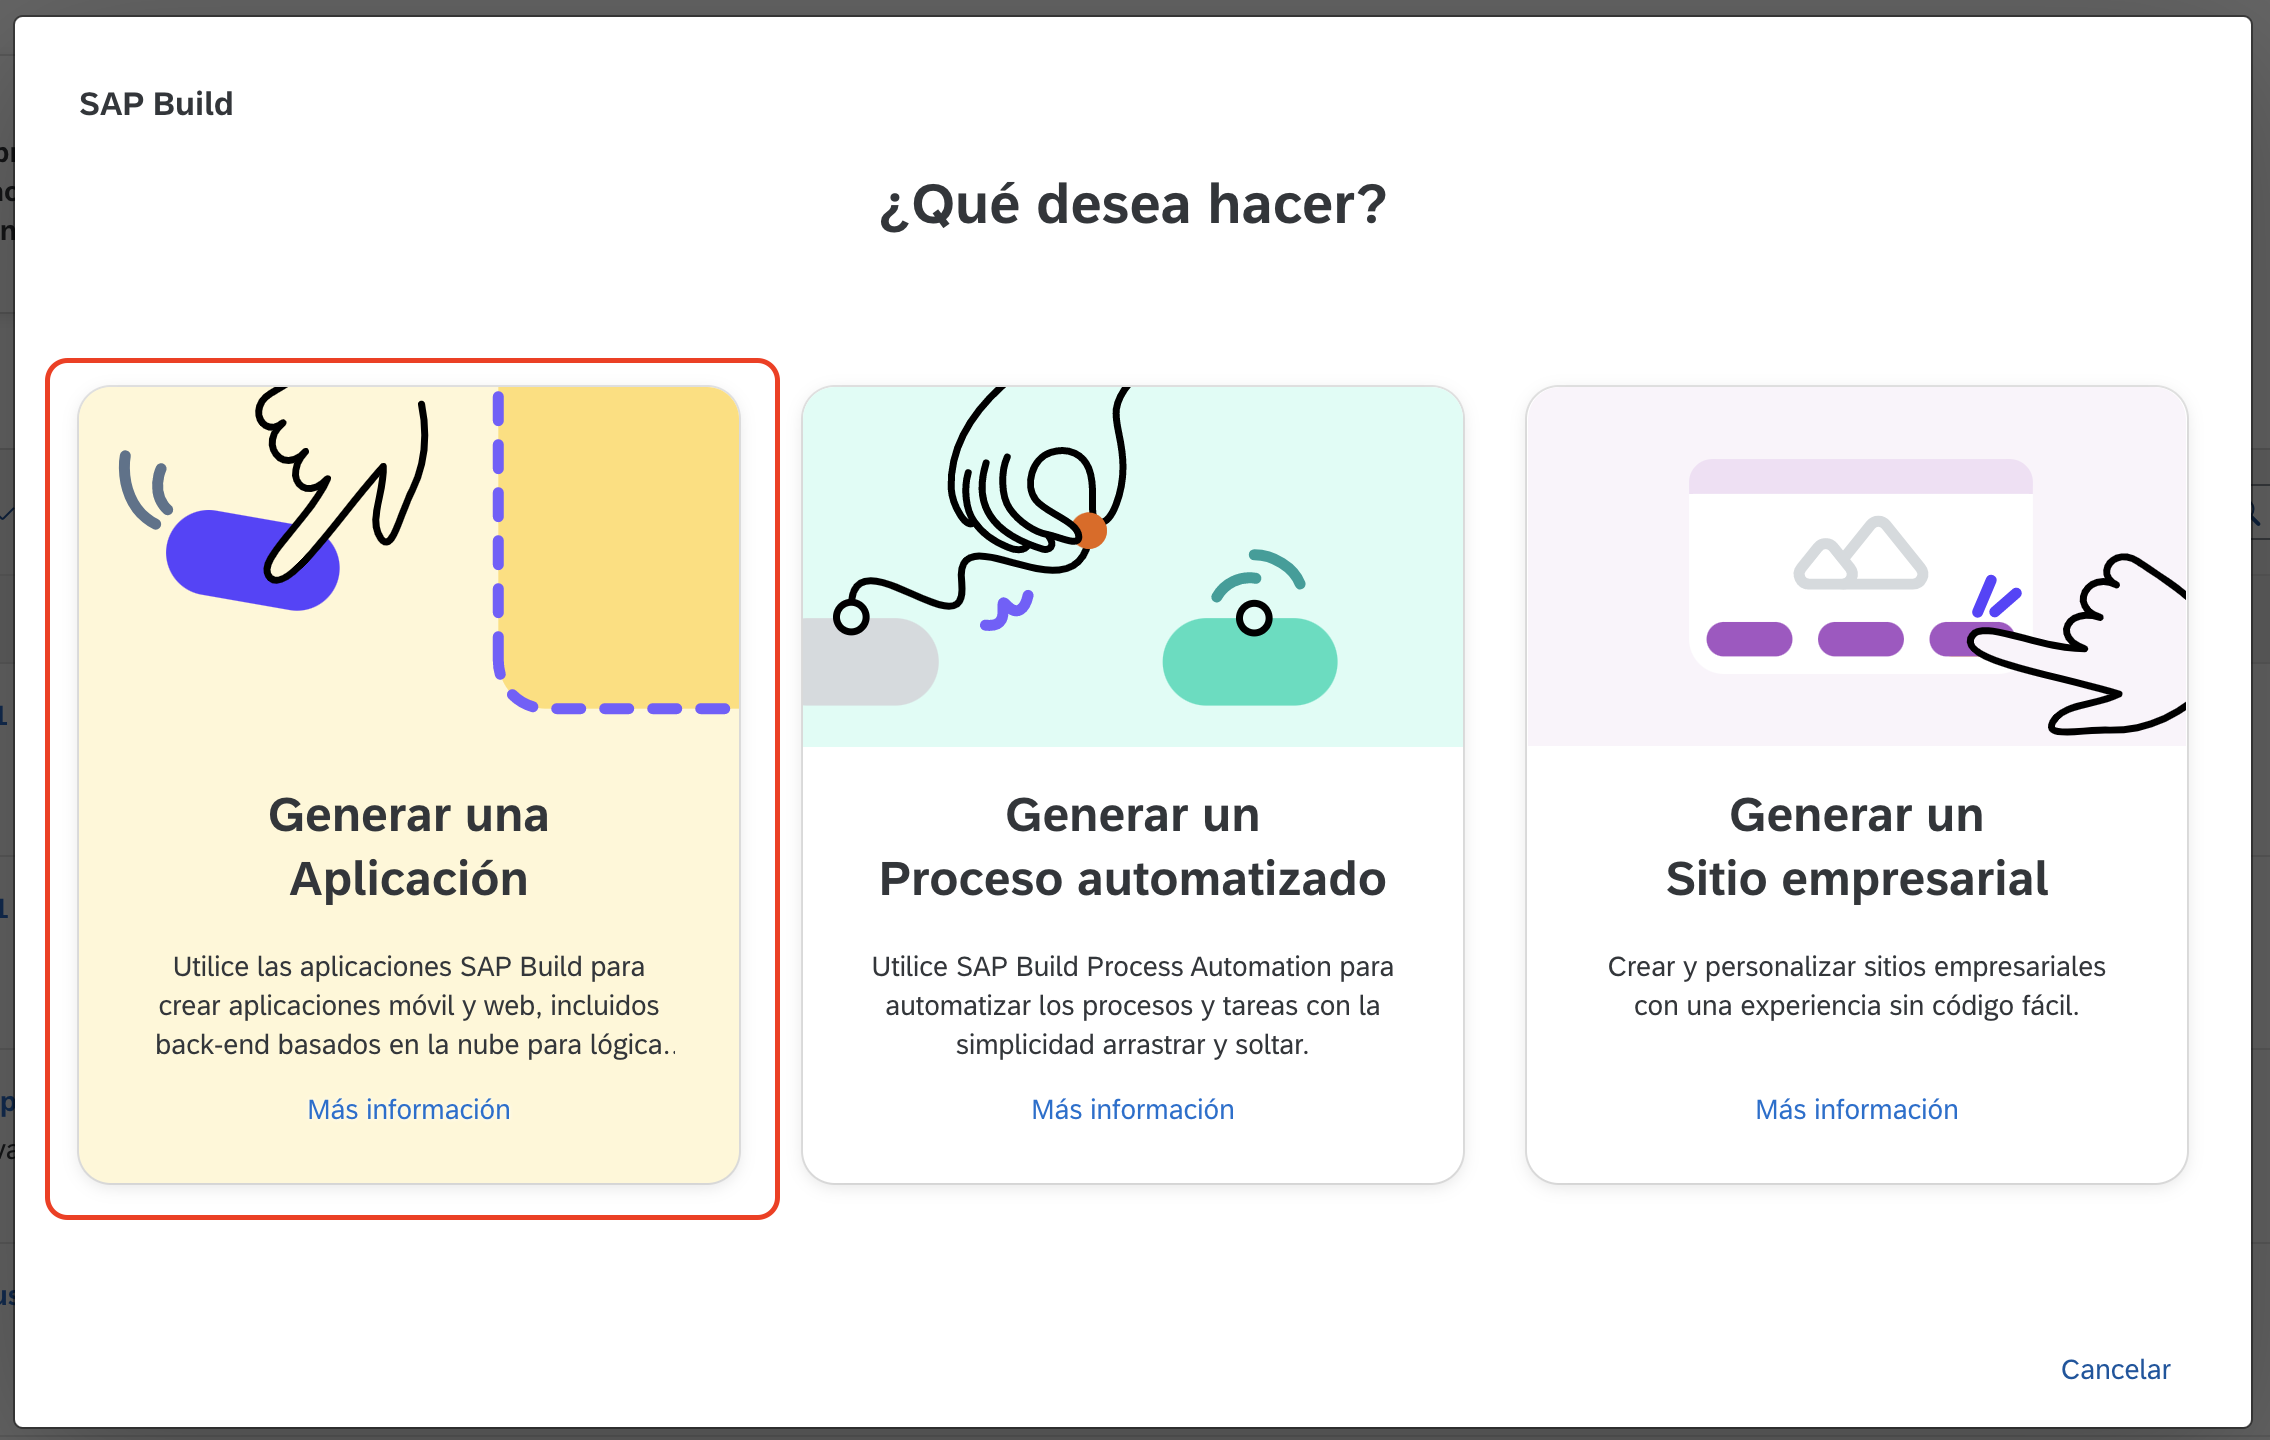 SAP Build
¿Qué desea hacer?
Generar una
Aplicación
Utilice las aplicaciones SAP Build para
crear aplicaciones móvil y web, incluidos
back-end basados en la nube para lógica..
Más información
Generar un
Proceso automatizado
Utilice SAP Build Process Automation para
automatizar los procesos y tareas con la
simplicidad arrastrar y soltar.
Más información
Generar un
Sitio empresarial
Crear y personalizar sitios empresariales
con una experiencia sin código fácil.
Más información
Cancelar